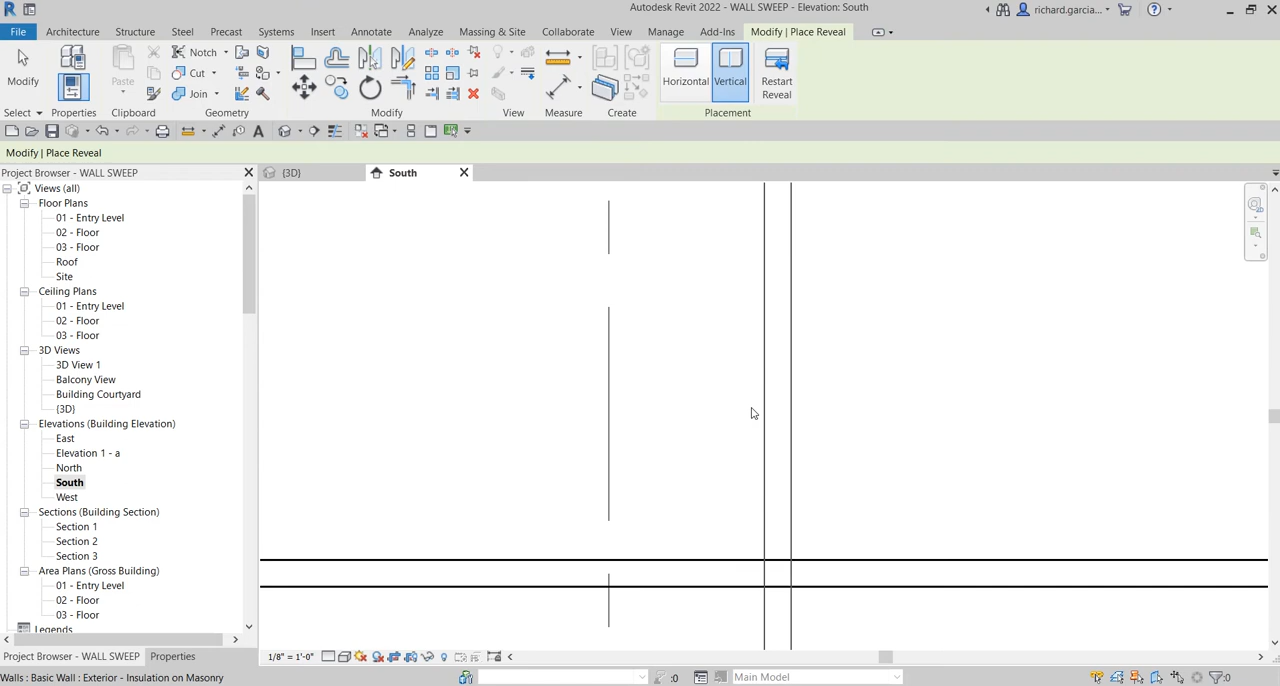 Autodesk Revit 2022 - WALL SWEEP - Elevation: South
richard.garcia...
File Architecture Structure Steel Precast Systems Insert Annotate Analyze Massing & Site Collaborate View Manage Add-Ins Modify | Place Reveal
Modify
Paste
Notch
Cut
Join
Horizontal
Vertical
Restart
Reveal
Select Properties Clipboard Geometry Modify View Measure Create Placement
Modify | Place Reveal
Project Browser - WALL SWEEP
{3D}
South
Views (all)
Floor Plans
01 - Entry Level
02 - Floor
03 - Floor
Roof
Site
Ceiling Plans
01 - Entry Level
02 - Floor
03 - Floor
3D Views
3D View 1
Balcony View
Building Courtyard
{3D}
Elevations (Building Elevation)
East
Elevation 1 - a
North
South
West
Sections (Building Section)
Section 1
Section 2
Section 3
Area Plans (Gross Building)
01 - Entry Level
02 - Floor
03 - Floor
Legends
Project Browser - WALL SWEEP Properties
1/8" = 1'-0"
Walls : Basic Wall : Exterior - Insulation on Masonry
:0
Main Model
:0